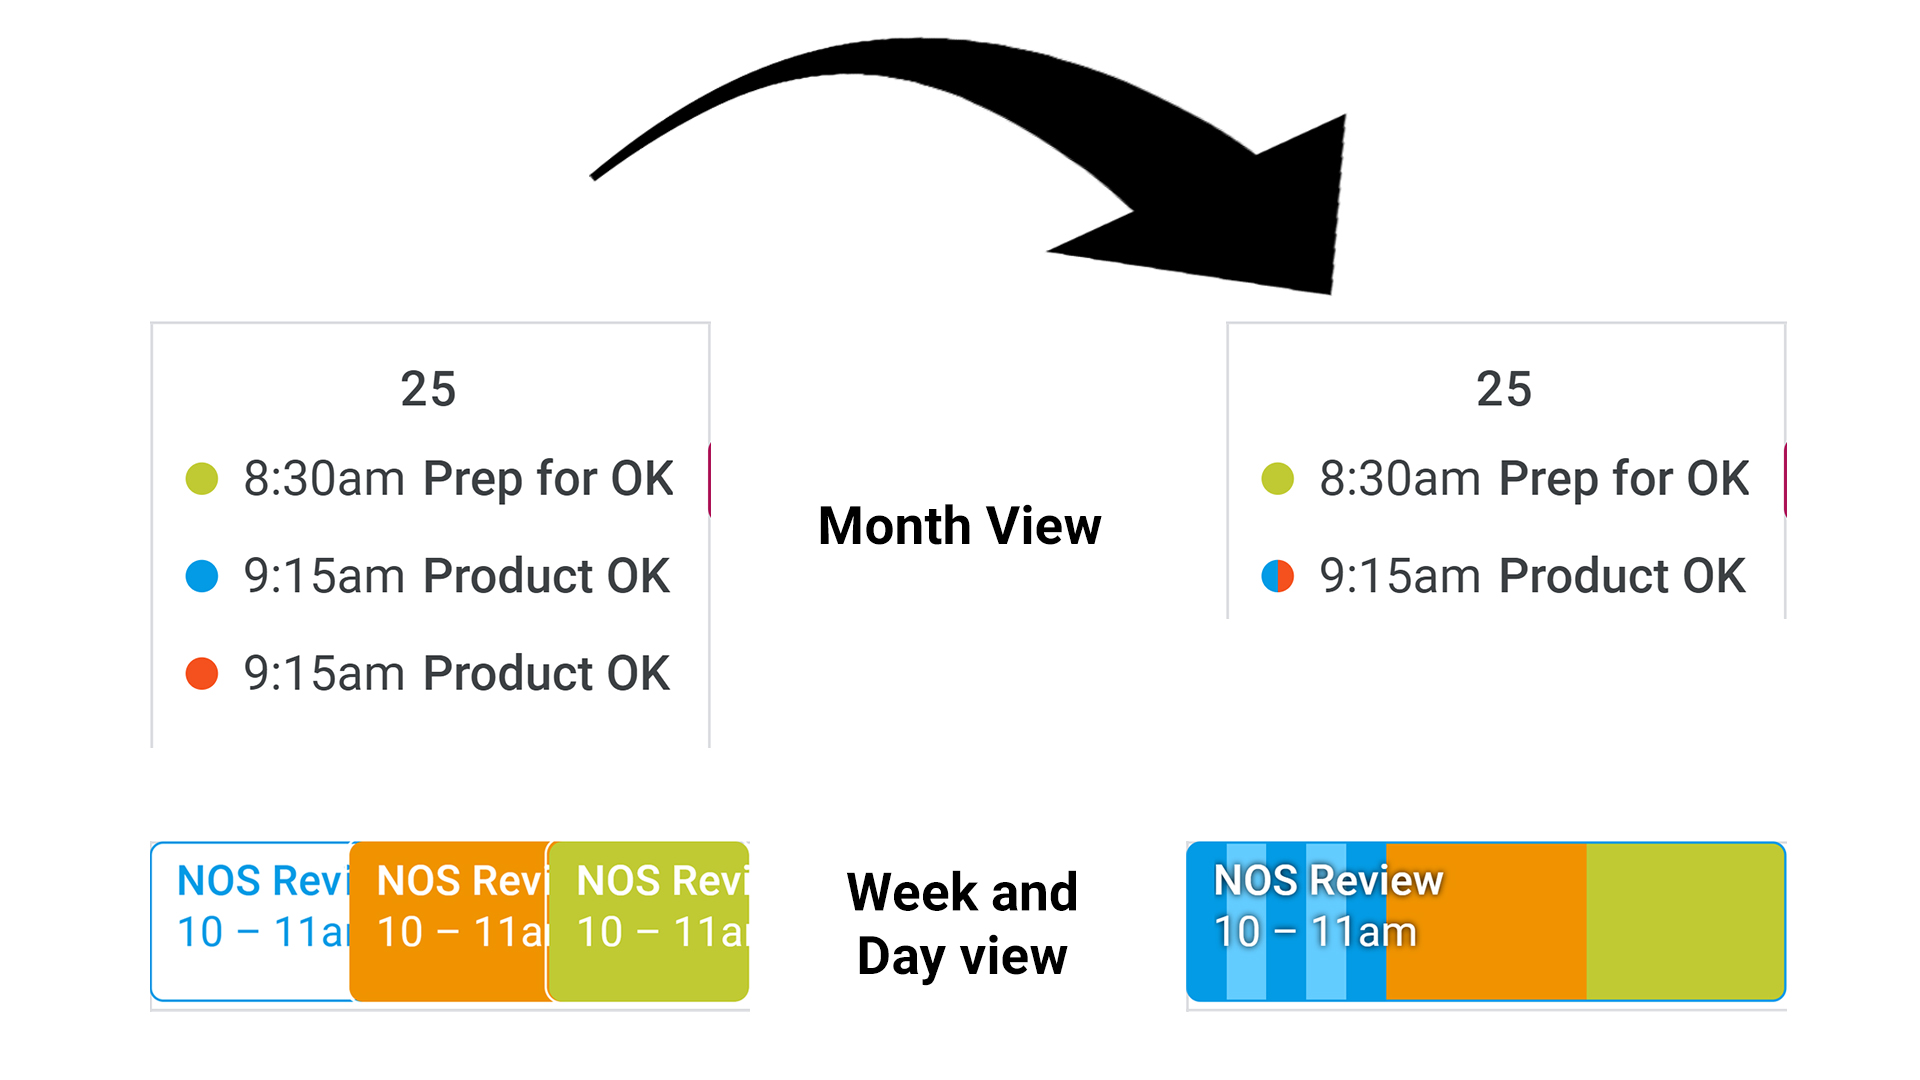 25
8:30am Prep for OK
9:15am Product OK
9:15am Product OK
Month View
25
8:30am Prep for OK
9:15am Product OK
NOS Revi
10 – 11a
NOS Revi
10 – 11a
NOS Revi
10 – 11a
Week and
Day view
NOS Review
10 – 11am